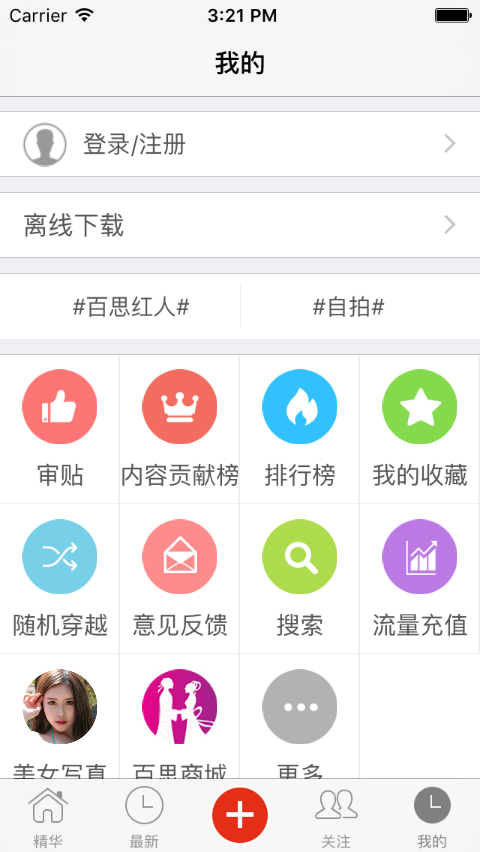 Carrier 3:21 PM
我的
登录/注册
离线下载
#百思红人# #自拍#
审贴 内容贡献榜 排行榜 我的收藏
随机穿越 意见反馈 搜索 流量充值
美女写真 百思商城 更多
精华 最新 关注 我的